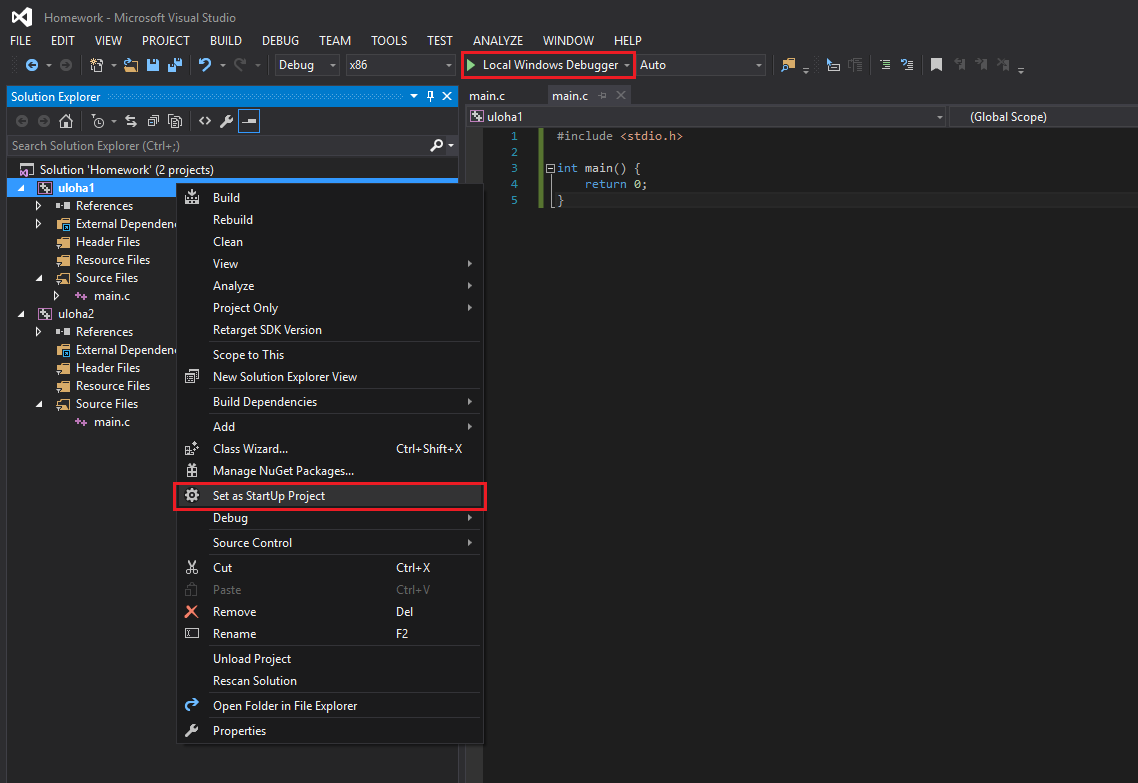 Homework - Microsoft Visual Studio
FILE EDIT VIEW PROJECT BUILD DEBUG TEAM TOOLS TEST ANALYZE WINDOW HELP
Debug x86 Local Windows Debugger Auto
Solution Explorer
Search Solution Explorer (Ctrl+;)
Solution 'Homework' (2 projects)
uloha1
References
External Dependen
Header Files
Resource Files
Source Files
main.c
uloha2
References
External Dependen
Header Files
Resource Files
Source Files
main.c
Build
Rebuild
Clean
View
Analyze
Project Only
Retarget SDK Version
Scope to This
New Solution Explorer View
Build Dependencies
Add
Class Wizard... Ctrl+Shift+X
Manage NuGet Packages...
Set as StartUp Project
Debug
Source Control
Cut Ctrl+X
Paste Ctrl+V
Remove Del
Rename F2
Unload Project
Rescan Solution
Open Folder in File Explorer
Properties
main.c main.c
uloha1 (Global Scope)
1 #include <stdio.h>
2
3 int main() {
4 return 0;
5 }